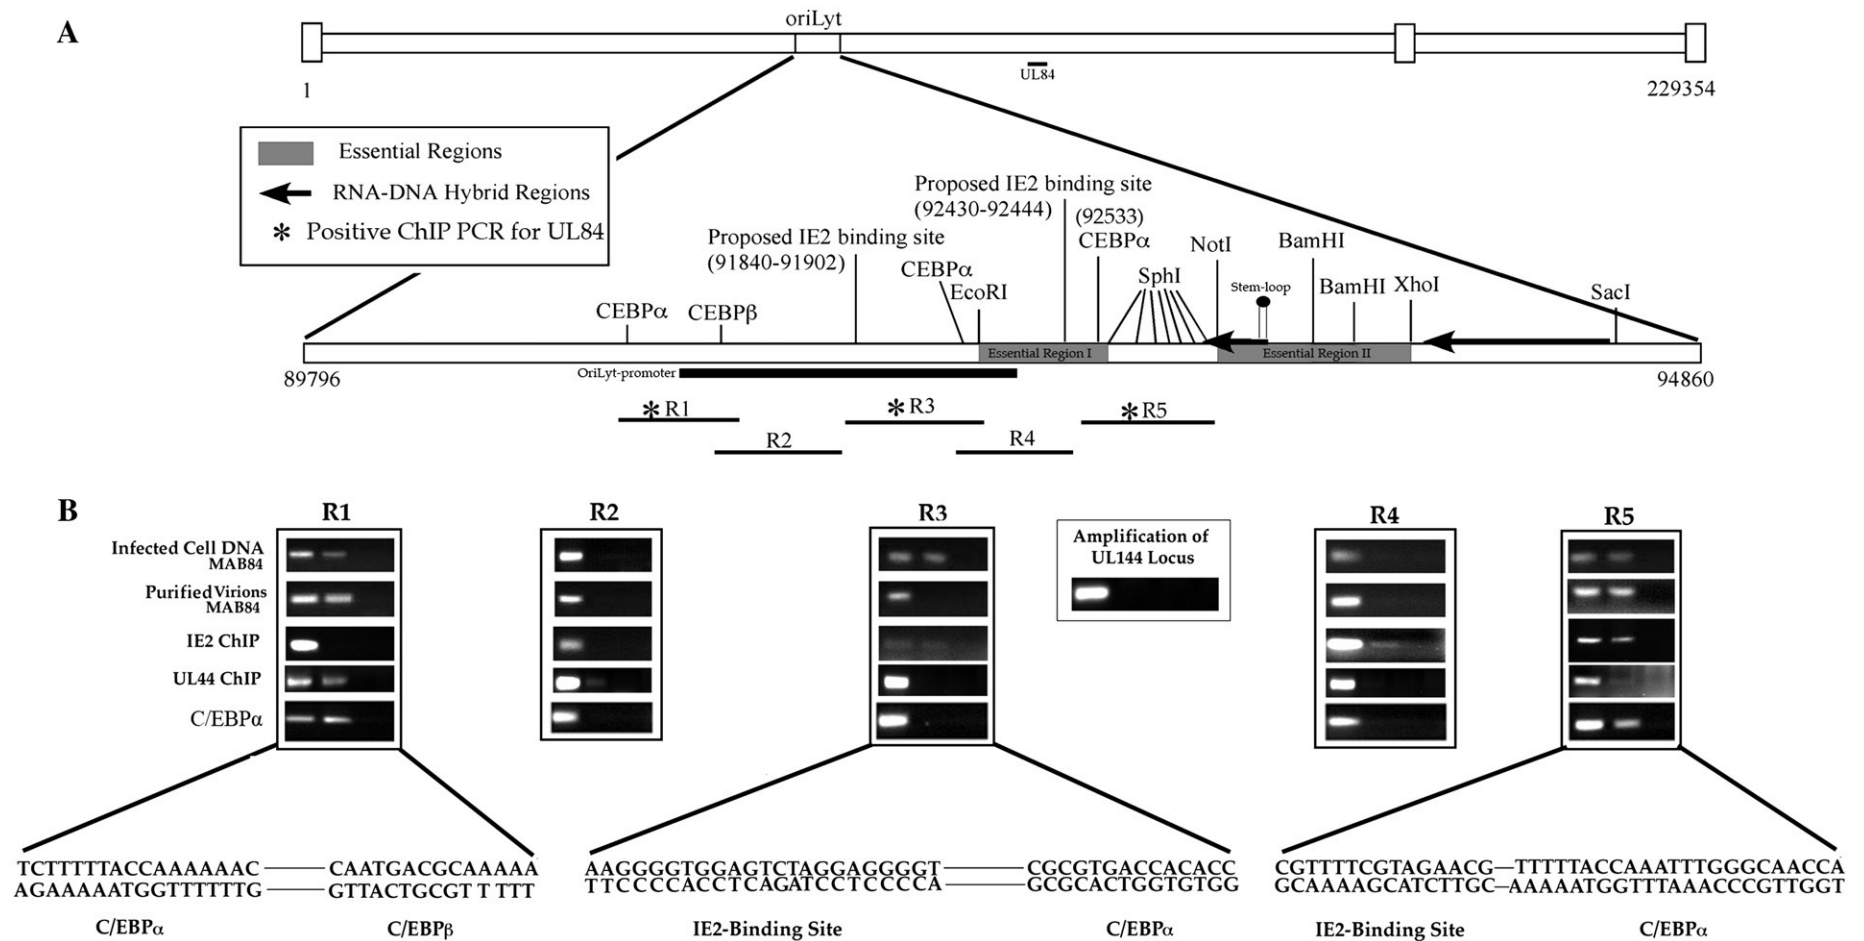 A
oriLyt
UL84
1
229354
Essential Regions
RNA-DNA Hybrid Regions
* Positive ChIP PCR for UL84
Proposed IE2 binding site
(92430-92444)
(92533)
CEBPα
Proposed IE2 binding site
(91840-91902)
CEBPα
EcoRI
SphI
NotI
BamHI
Stem-loop
BamHI
XhoI
SacI
CEBPα
CEBPβ
Essential Region I
Essential Region II
OriLyt-promoter
89796
94860
* R1
* R3
* R5
R2
R4
B
R1
R2
R3
R4
R5
Amplification of
UL144 Locus
Infected Cell DNA
MAB84
Purified Virions
MAB84
IE2 ChIP
UL44 ChIP
C/EBPα
TCTTTTTACCAAAAAAC
CAATGACGCAAAAA
AGAAAAATGGTTTTTTG
GTTACTGCGT T TTT
C/EBPα
C/EBPβ
AAGGGGTGGAGTCTAGGAGGGGT
CGCGTGACCACACC
TTCCCCACCTCAGATCCTCCCCA
GCGCACTGGTGTGG
IE2-Binding Site
C/EBPα
CGTTTTCGTAGAACG
TTTTTACCAAATTTGGGCAACCA
GCAAAAGCATCTTGC
AAAAATGGTTTAAACCCGTTGGT
IE2-Binding Site
C/EBPα